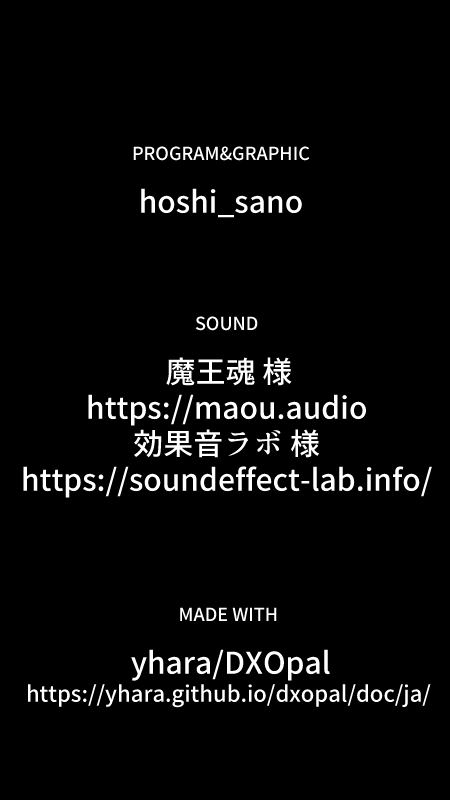 PROGRAM&GRAPHIC
hoshi_sano
SOUND
魔王魂 様
https://maou.audio
効果音ラボ 様
https://soundeffect-lab.info/
MADE WITH
yhara/DXOpal
https://yhara.github.io/dxopal/doc/ja/